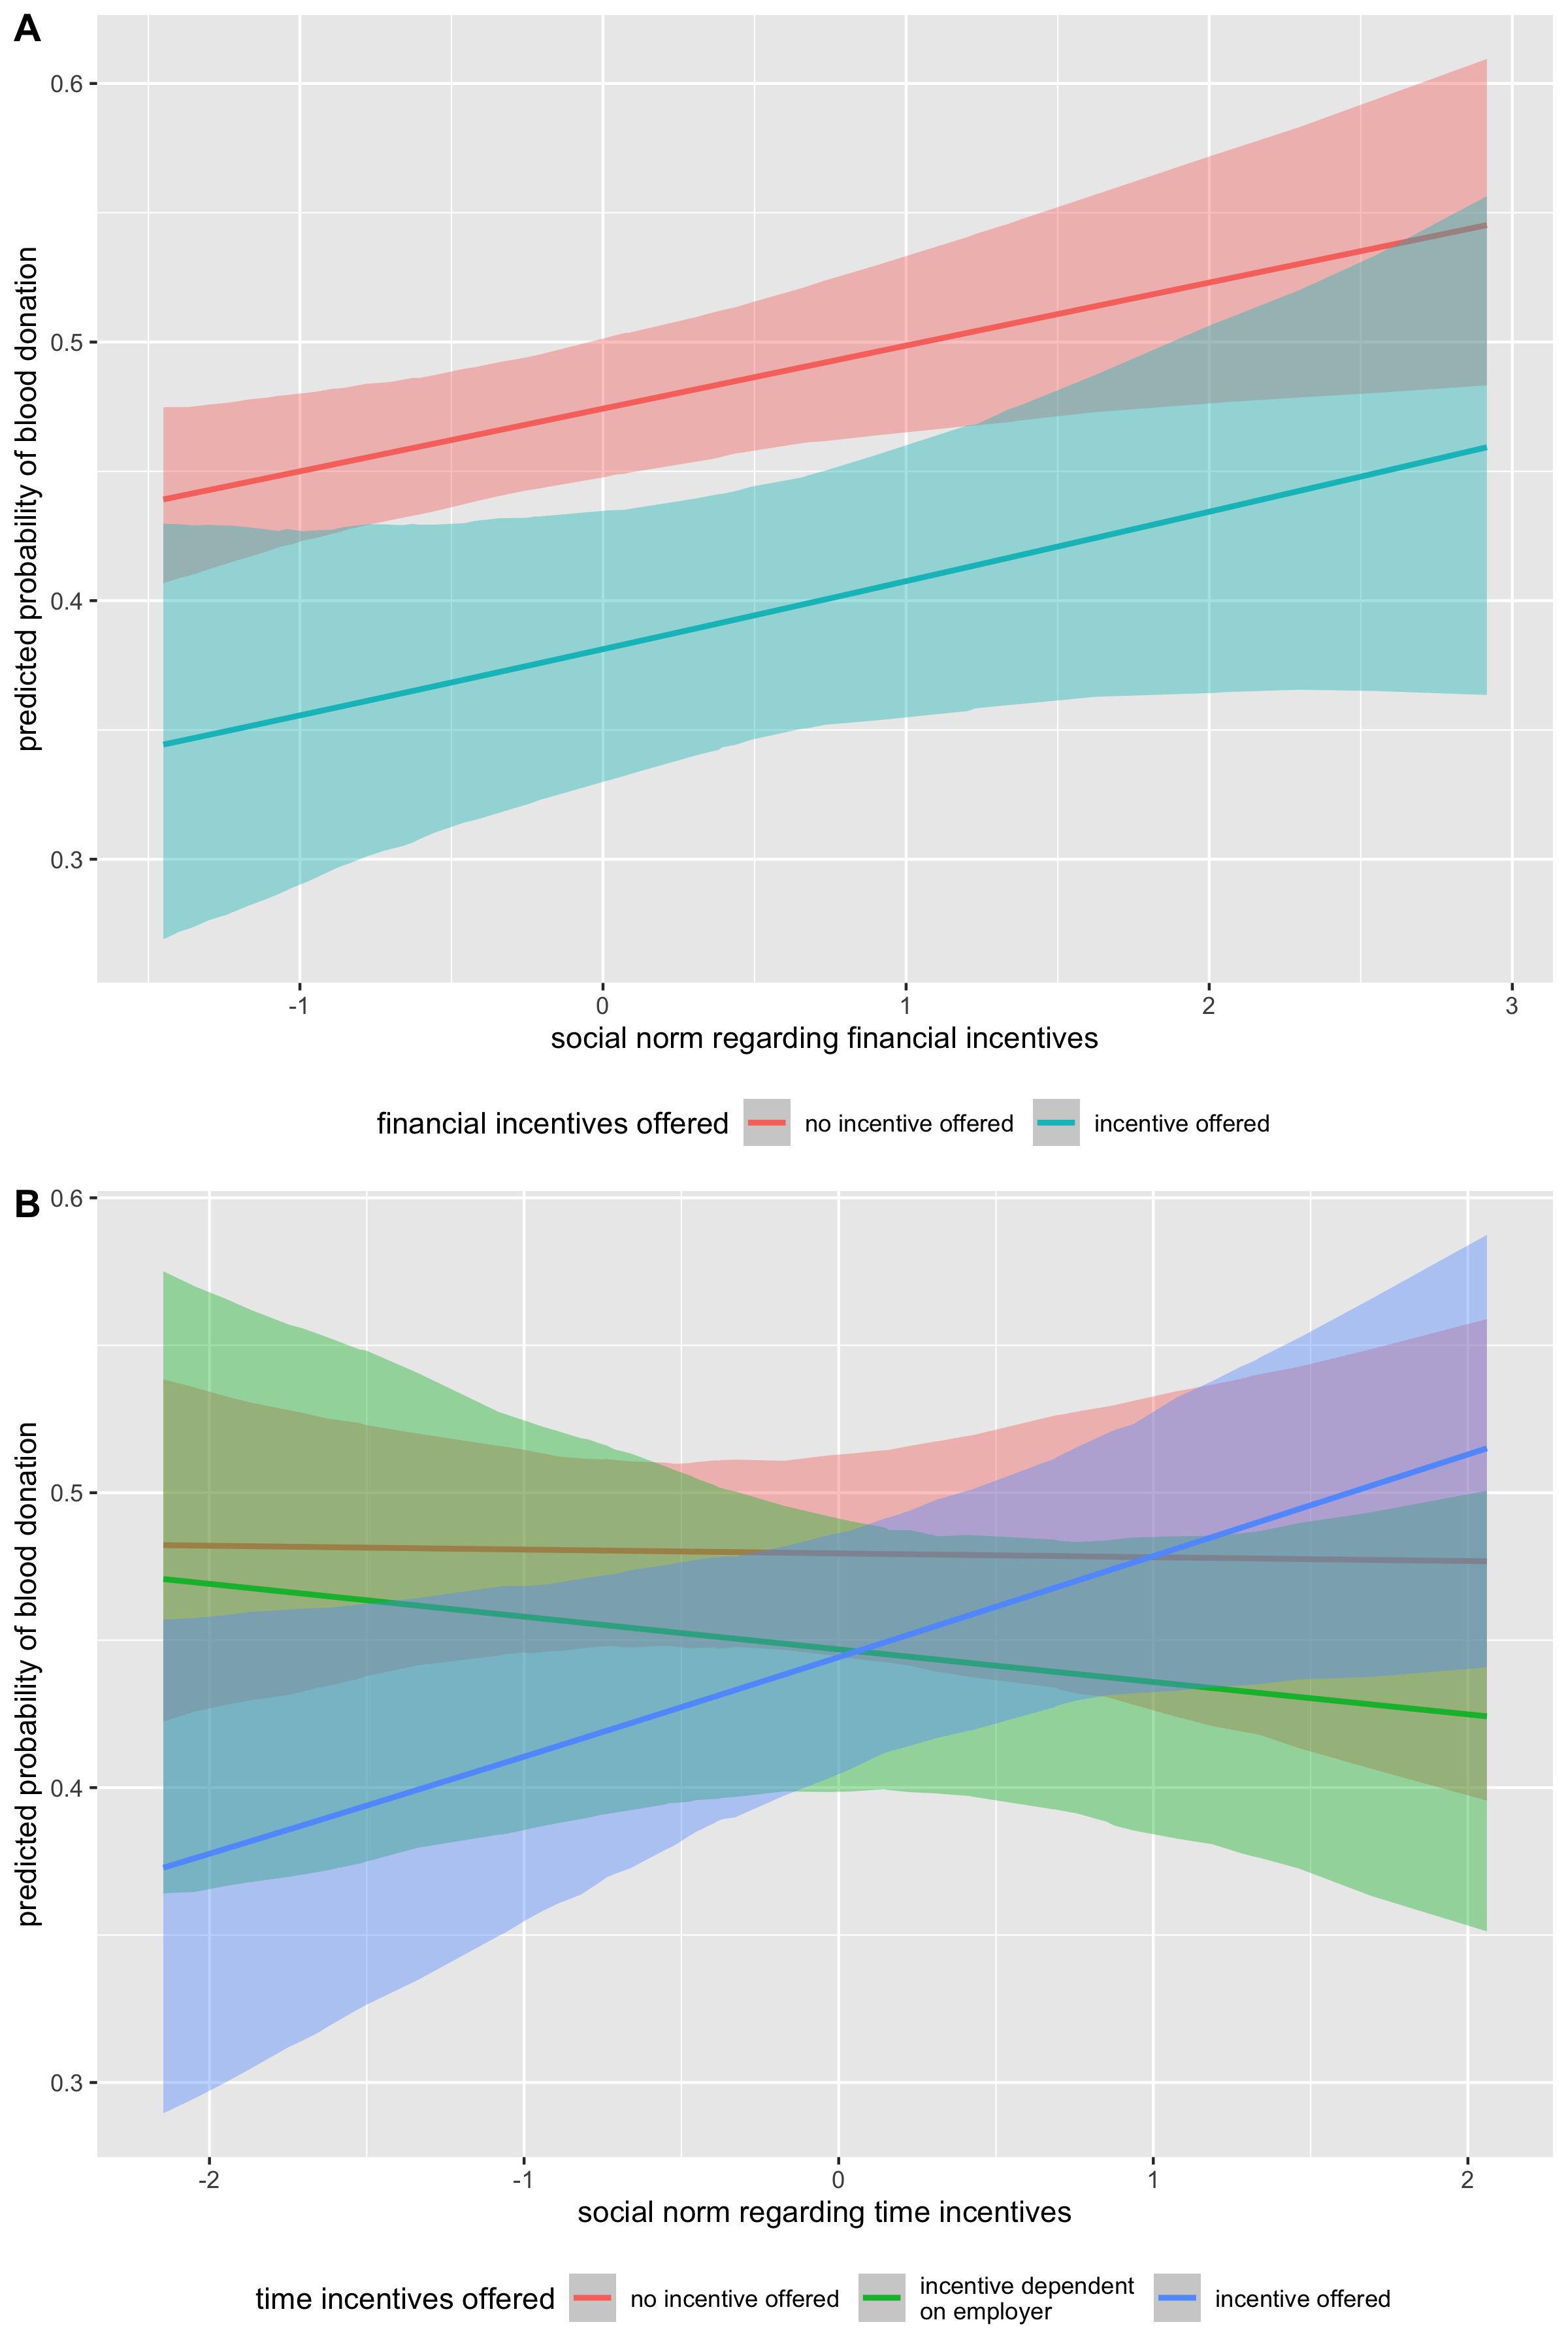 A
predicted probability of blood donation
0.6
0.5
0.4
0.3
-1 0 1 2 3
social norm regarding financial incentives
financial incentives offered no incentive offered incentive offered
B
predicted probability of blood donation
0.6
0.5
0.4
0.3
-2 -1 0 1 2
social norm regarding time incentives
time incentives offered no incentive offered incentive dependent
on employer incentive offered